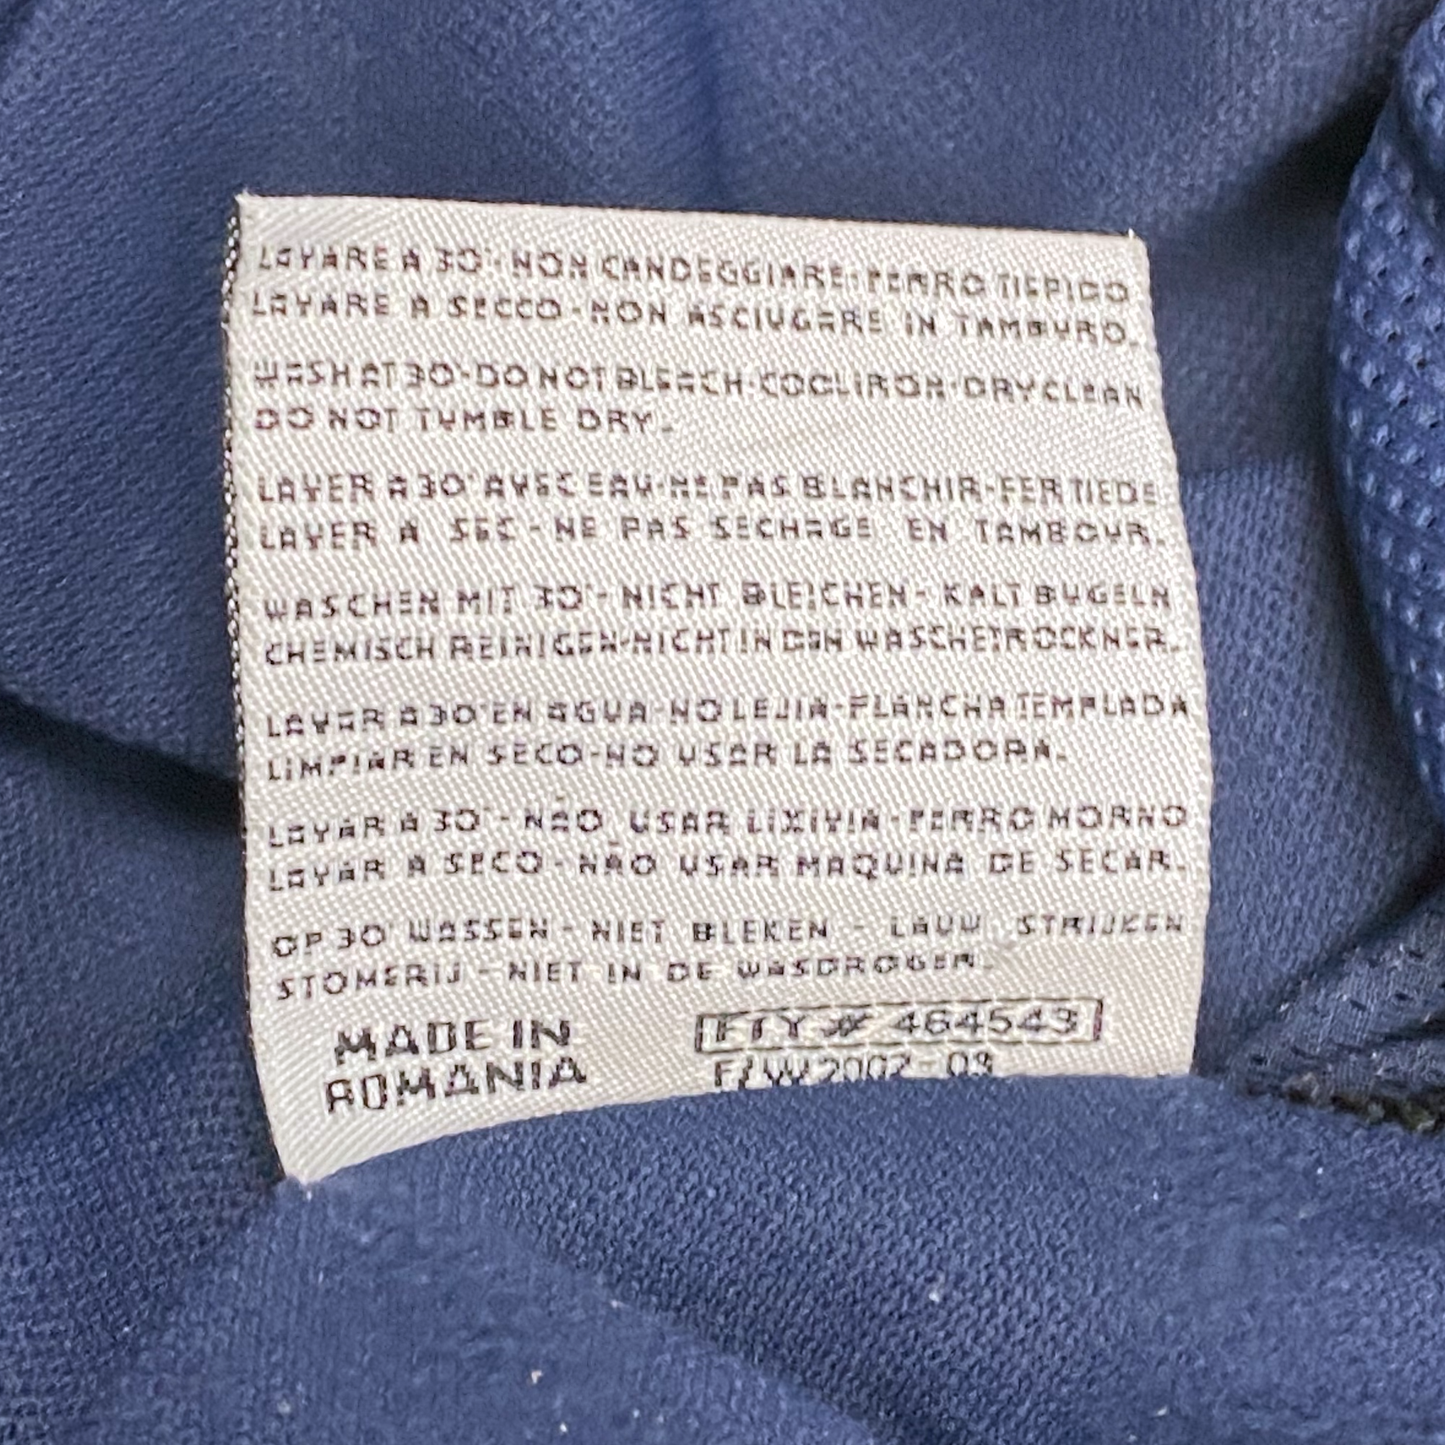 LAVARE A 30°·NON CANDEGGIARE·FERRO TIEPIDO
LAVARE A SECCO-NON ASCIUGARE IN TAMBURO.
WASH AT 30°·DO NOT BLEACH·COOL IRON·DRY CLEAN
DO NOT TUMBLE DRY.
LAVER A 30° AVEC EAU-NE PAS BLANCHIR-FER TIEDE
LAVER A SEC-NE PAS SECHAGE EN TAMBOUR.
WASCHEN MIT 30°- NICHT BLEICHEN- KALT BUGELN
CHEMISCH REINIGEN-NICHT IN DEN WASCHETROCKNER.
LAVAR A 30° EN AGUA-NO LEJIA-PLANCHA TEMPLADA
LIMPIAR EN SECO-NO USAR LA SECADORA.
LAVAR A 30° - NÃO USAR LIXIVIA-FERRO MORNO
LAVAR A SECO-NÃO USAR MAQUINA DE SECAR.
OP 30° WASSEN - NIET BLEKEN - LAUW STRIJKEN
STOMERIJ - NIET IN DE WASDROGER.
MADE IN
ROMANIA
FTY # 464543
F/W 2002-03